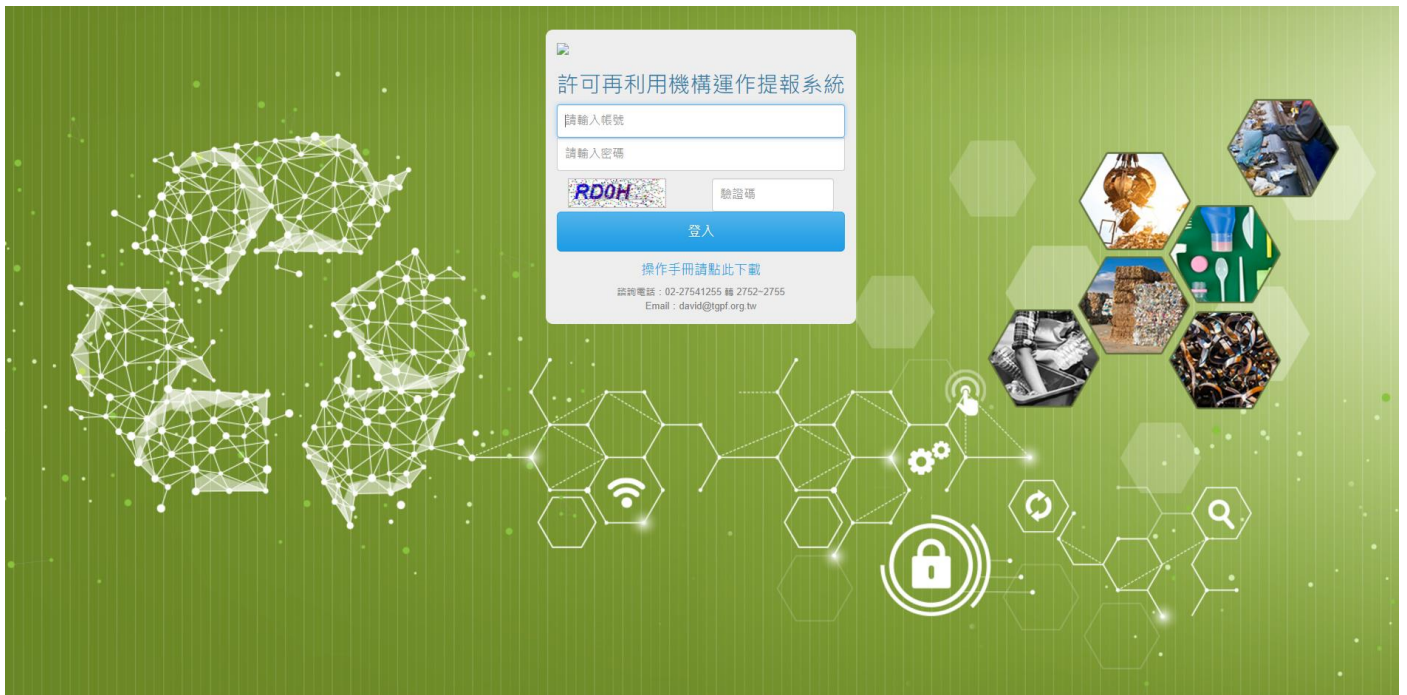 許可再利用機構運作提報系統
請輸入帳號
請輸入密碼
RD0H
驗證碼
登入
操作手冊請點此下載
諮詢電話：02-27541255 轉 2752~2755
Email：david@tgpf.org.tw